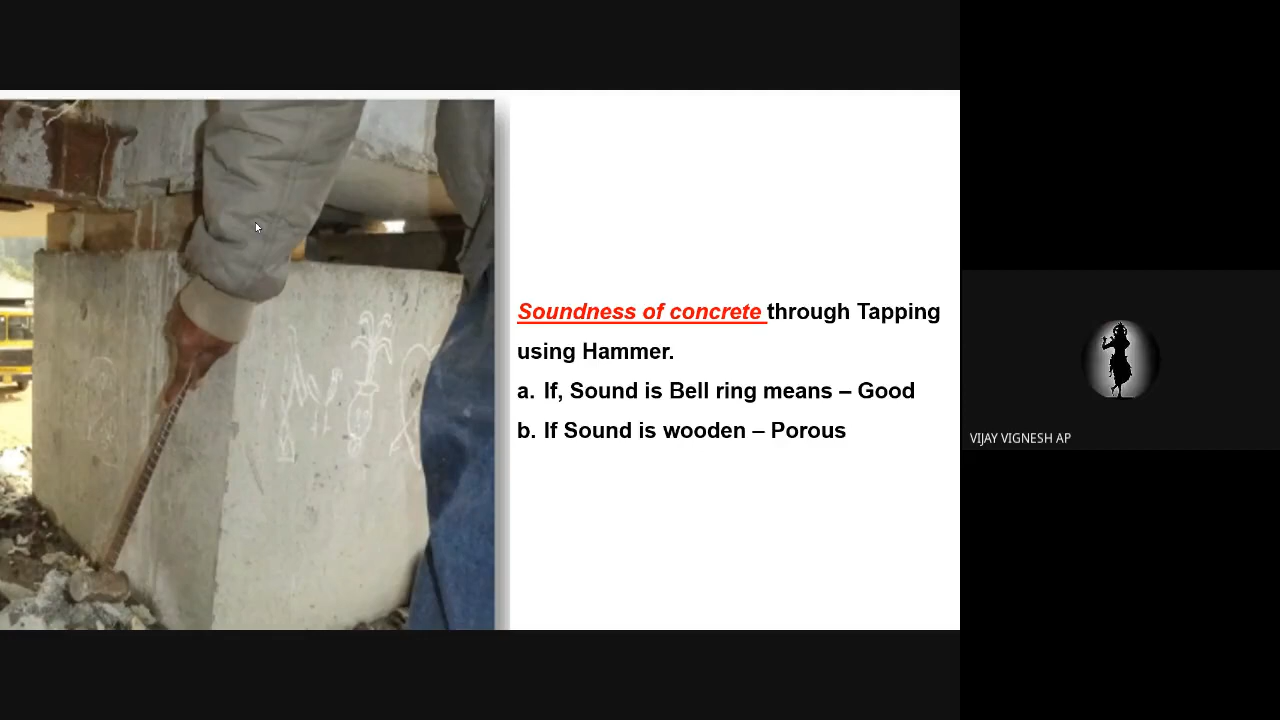 Soundness of concrete through Tapping
using Hammer.
a. If, Sound is Bell ring means – Good
b. If Sound is wooden – Porous
VIJAY VIGNESH AP